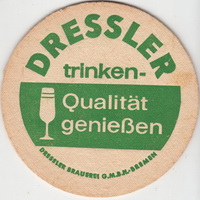 DRESSLER
trinken-
Qualität
genießen
DRESSLER BRAUEREI G.M.B.H.-BREMEN